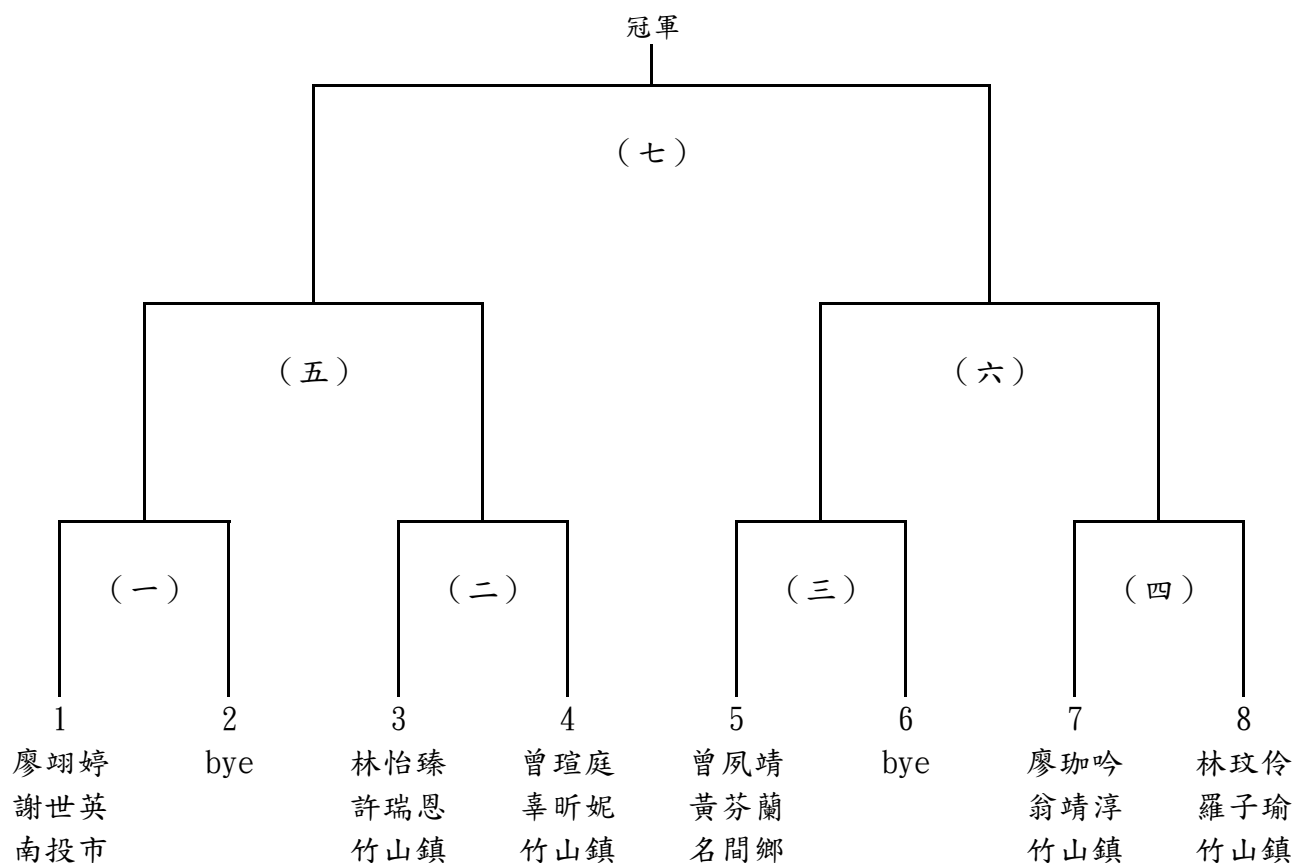 冠軍
（七）
（五） （六）
（一） （二） （三） （四）
1 2 3 4 5 6 7 8
廖翊婷 bye 林怡臻 曾瑄庭 曾夙靖 bye 廖珈吟 林玟伶
謝世英 許瑞恩 辜昕妮 黃芬蘭 翁靖淳 羅子瑜
南投市 竹山鎮 竹山鎮 名間鄉 竹山鎮 竹山鎮